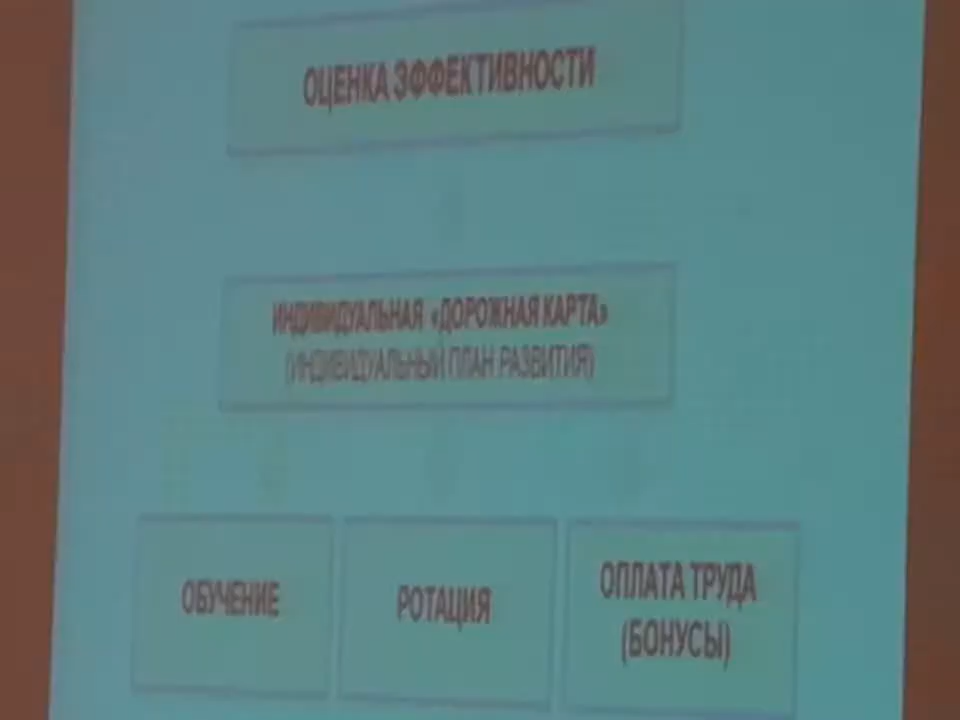 ОЦЕНКА ЭФФЕКТИВНОСТИ
ИНДИВИДУАЛЬНАЯ «ДОРОЖНАЯ КАРТА»
(ИНДИВИДУАЛЬНЫЙ ПЛАН РАЗВИТИЯ)
ОБУЧЕНИЕ
РОТАЦИЯ
ОПЛАТА ТРУДА
(БОНУСЫ)